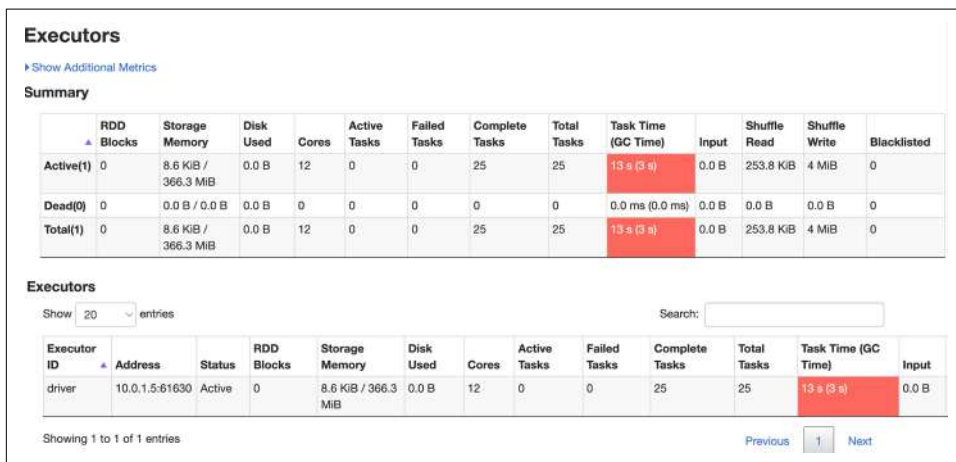 Executors
Show Additional Metrics
Summary
RDD Blocks Storage Memory Disk Used Cores Active Tasks Failed Tasks Complete Tasks Total Tasks Task Time (GC Time) Input Shuffle Read Shuffle Write Blacklisted
Active(1) 0 8.6 KiB / 366.3 MiB 0.0 B 12 0 0 25 25 13 s (3 s) 0.0 B 253.8 KiB 4 MiB 0
Dead(0) 0 0.0 B / 0.0 B 0.0 B 0 0 0 0 0 0.0 ms (0.0 ms) 0.0 B 0.0 B 0.0 B 0
Total(1) 0 8.6 KiB / 366.3 MiB 0.0 B 12 0 0 25 25 13 s (3 s) 0.0 B 253.8 KiB 4 MiB 0
Executors
Show 20 entries Search:
Executor ID Address Status RDD Blocks Storage Memory Disk Used Cores Active Tasks Failed Tasks Complete Tasks Total Tasks Task Time (GC Time) Input
driver 10.0.1.5:61630 Active 0 8.6 KiB / 366.3 MiB 0.0 B 12 0 0 25 25 13 s (3 s) 0.0 B
Showing 1 to 1 of 1 entries Previous 1 Next